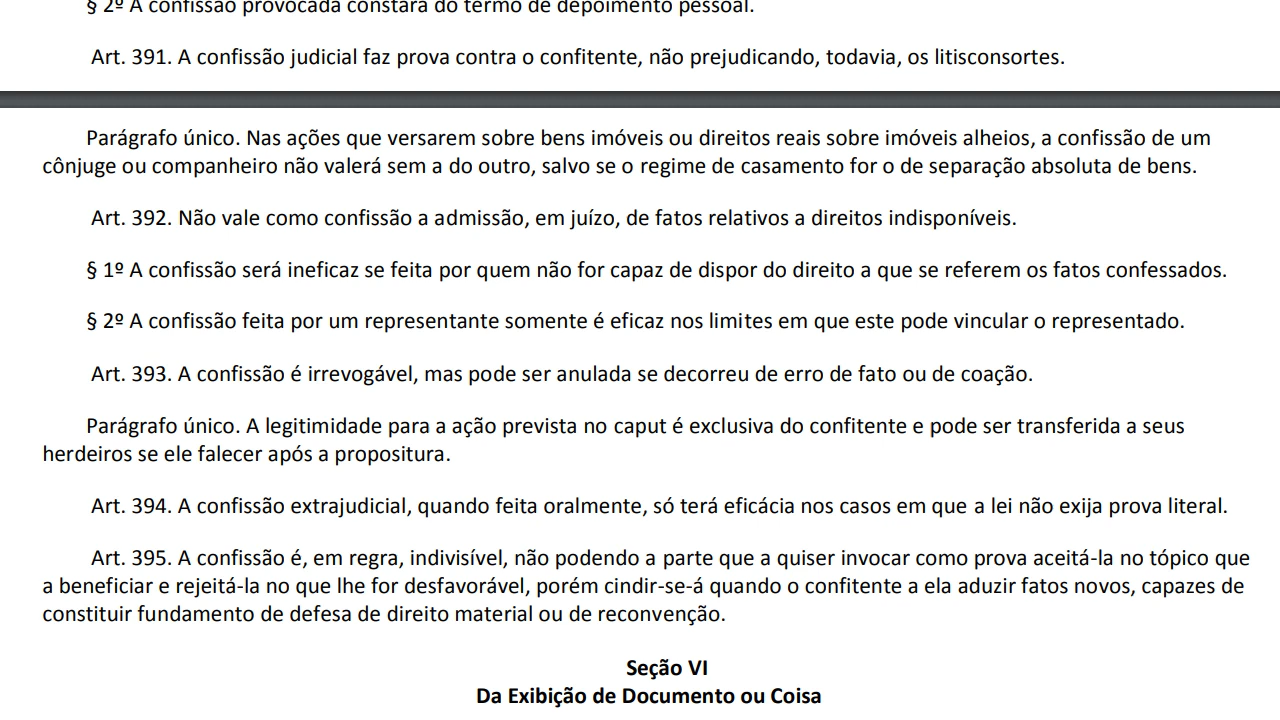 § 2º A confissão provocada constará do termo de depoimento pessoal.
Art. 391. A confissão judicial faz prova contra o confitente, não prejudicando, todavia, os litisconsortes.
Parágrafo único. Nas ações que versarem sobre bens imóveis ou direitos reais sobre imóveis alheios, a confissão de um
cônjuge ou companheiro não valerá sem a do outro, salvo se o regime de casamento for o de separação absoluta de bens.
Art. 392. Não vale como confissão a admissão, em juízo, de fatos relativos a direitos indisponíveis.
§ 1º A confissão será ineficaz se feita por quem não for capaz de dispor do direito a que se referem os fatos confessados.
§ 2º A confissão feita por um representante somente é eficaz nos limites em que este pode vincular o representado.
Art. 393. A confissão é irrevogável, mas pode ser anulada se decorreu de erro de fato ou de coação.
Parágrafo único. A legitimidade para a ação prevista no caput é exclusiva do confitente e pode ser transferida a seus
herdeiros se ele falecer após a propositura.
Art. 394. A confissão extrajudicial, quando feita oralmente, só terá eficácia nos casos em que a lei não exija prova literal.
Art. 395. A confissão é, em regra, indivisível, não podendo a parte que a quiser invocar como prova aceitá-la no tópico que
a beneficiar e rejeitá-la no que lhe for desfavorável, porém cindir-se-á quando o confitente a ela aduzir fatos novos, capazes de
constituir fundamento de defesa de direito material ou de reconvenção.
Seção VI
Da Exibição de Documento ou Coisa